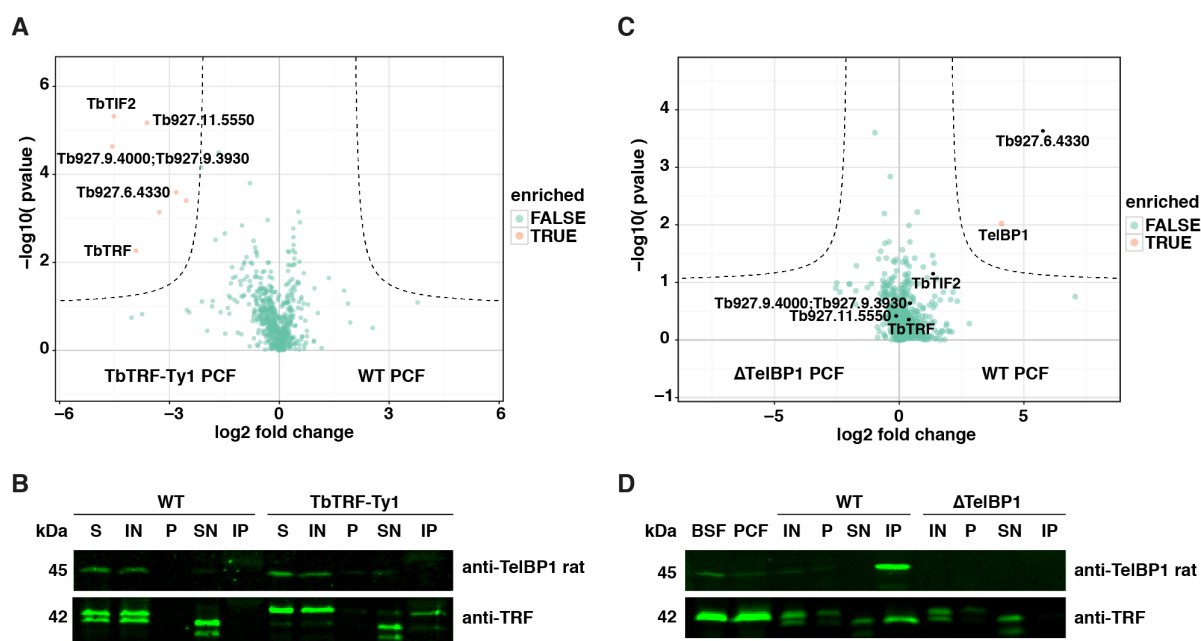 A
−log10( pvalue )
6
4
2
0
TbTIF2
Tb927.11.5550
Tb927.9.4000;Tb927.9.3930
Tb927.6.4330
TbTRF
TbTRF-Ty1 PCF
WT PCF
−6
−3
0
3
6
log2 fold change
enriched
FALSE
TRUE
C
−log10( pvalue )
4
3
2
1
0
−1
Tb927.6.4330
TelBP1
TbTIF2
Tb927.9.4000;Tb927.9.3930
Tb927.11.5550
TbTRF
ΔTelBP1 PCF
WT PCF
−5
0
5
log2 fold change
enriched
FALSE
TRUE
B
WT
TbTRF-Ty1
kDa
S IN P SN IP S IN P SN IP
45
anti-TelBP1 rat
42
anti-TRF
D
WT
ΔTelBP1
kDa
BSF PCF IN P SN IP IN P SN IP
45
anti-TelBP1 rat
42
anti-TRF